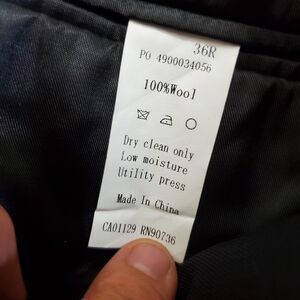 36R
PO 4900034056
100%Wool
Dry clean only
Low moisture
Utility press
Made In China
CA01129 RN90736